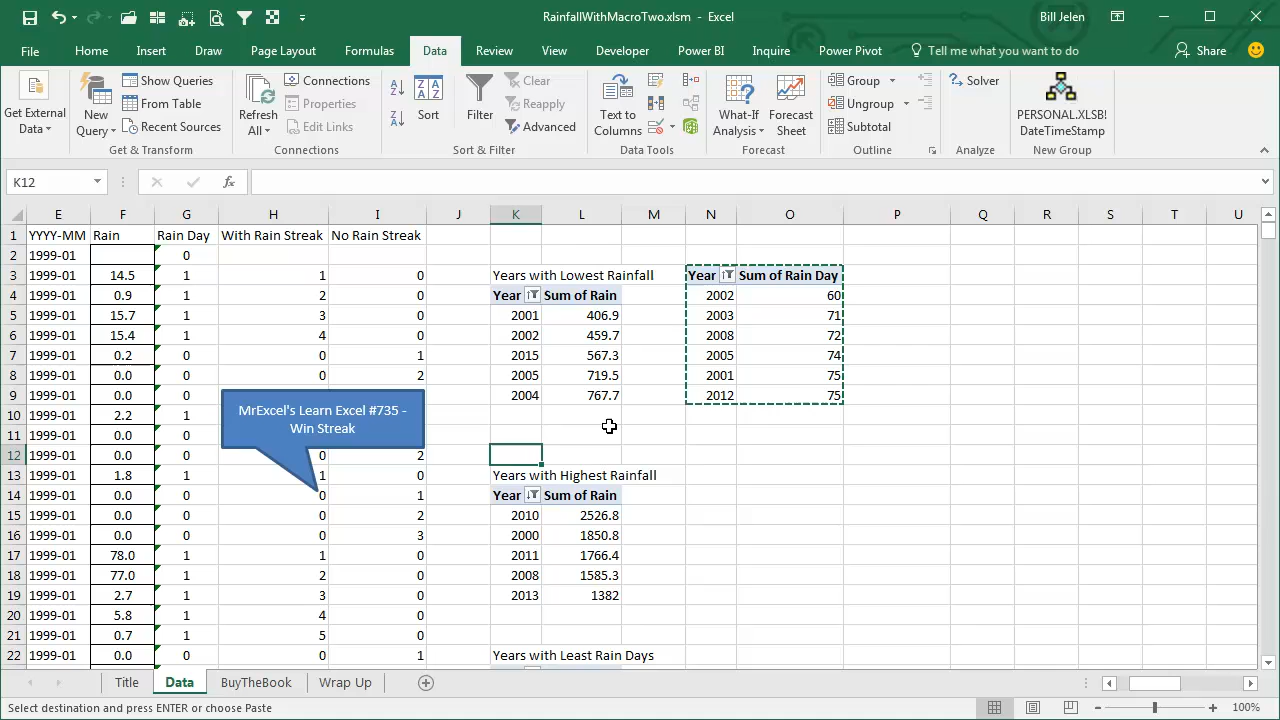 RainfallWithMacroTwo.xlsm - Excel
Bill Jelen
File Home Insert Draw Page Layout Formulas Data Review View Developer Power BI Inquire Power Pivot Tell me what you want to do Share
Get External Data
New Query
Show Queries
From Table
Recent Sources
Get & Transform
Refresh All
Connections
Properties
Edit Links
Connections
Sort
Filter
Clear
Reapply
Advanced
Sort & Filter
Text to Columns
Data Tools
What-If Analysis
Forecast Sheet
Forecast
Group
Ungroup
Subtotal
Outline
Solver
Analyze
PERSONAL.XLSB!
DateTimeStamp
New Group
K12
fx
E F G H I J K L M N O P Q R S T U
1 YYYY-MM Rain Rain Day With Rain Streak No Rain Streak
2 1999-01 0
3 1999-01 14.5 1 1 0 Years with Lowest Rainfall Year Sum of Rain Day
4 1999-01 0.9 1 2 0 Year Sum of Rain 2002 60
5 1999-01 15.7 1 3 0 2001 406.9 2003 71
6 1999-01 15.4 1 4 0 2002 459.7 2008 72
7 1999-01 0.2 0 0 1 2015 567.3 2005 74
8 1999-01 0.0 0 0 2 2005 719.5 2001 75
9 1999-01 0.0 0 2004 767.7 2012 75
10 1999-01 2.2 1
11 1999-01 0.0 0
MrExcel's Learn Excel #735 -
Win Streak
12 1999-01 0.0 0 0 2
13 1999-01 1.8 1 1 0 Years with Highest Rainfall
14 1999-01 0.0 0 0 1 Year Sum of Rain
15 1999-01 0.0 0 0 2 2010 2526.8
16 1999-01 0.0 0 0 3 2000 1850.8
17 1999-01 78.0 1 1 0 2011 1766.4
18 1999-01 77.0 1 2 0 2008 1585.3
19 1999-01 2.7 1 3 0 2013 1382
20 1999-01 5.8 1 4 0
21 1999-01 0.7 1 5 0
22 1999-01 0.0 0 0 1 Years with Least Rain Days
Title Data BuyTheBook Wrap Up
Select destination and press ENTER or choose Paste
100%